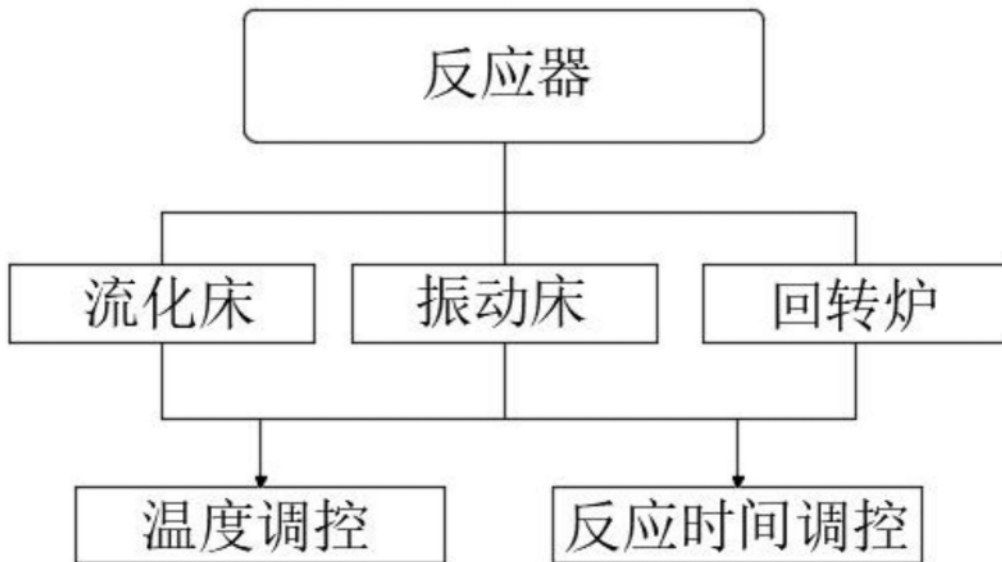 反应器
流化床
振动床
回转炉
温度调控
反应时间调控